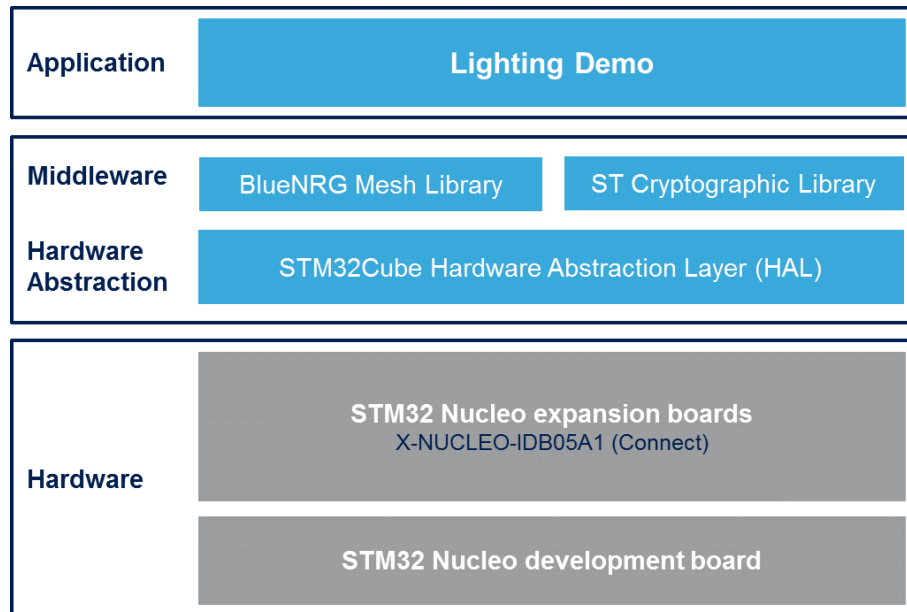 Application
Lighting Demo
Middleware
BlueNRG Mesh Library
ST Cryptographic Library
Hardware
Abstraction
STM32Cube Hardware Abstraction Layer (HAL)
Hardware
STM32 Nucleo expansion boards
X-NUCLEO-IDB05A1 (Connect)
STM32 Nucleo development board